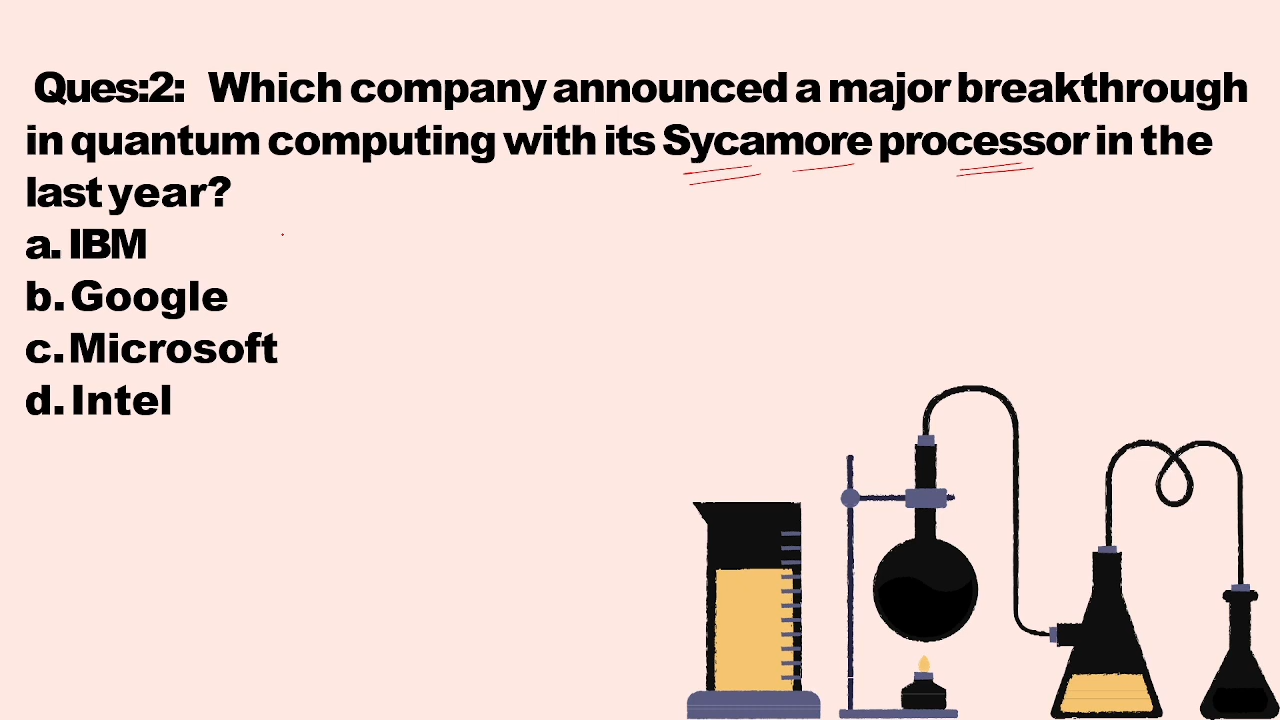 Ques:2: Which company announced a major breakthrough
in quantum computing with its Sycamore processor in the
last year?
a. IBM
b. Google
c. Microsoft
d. Intel